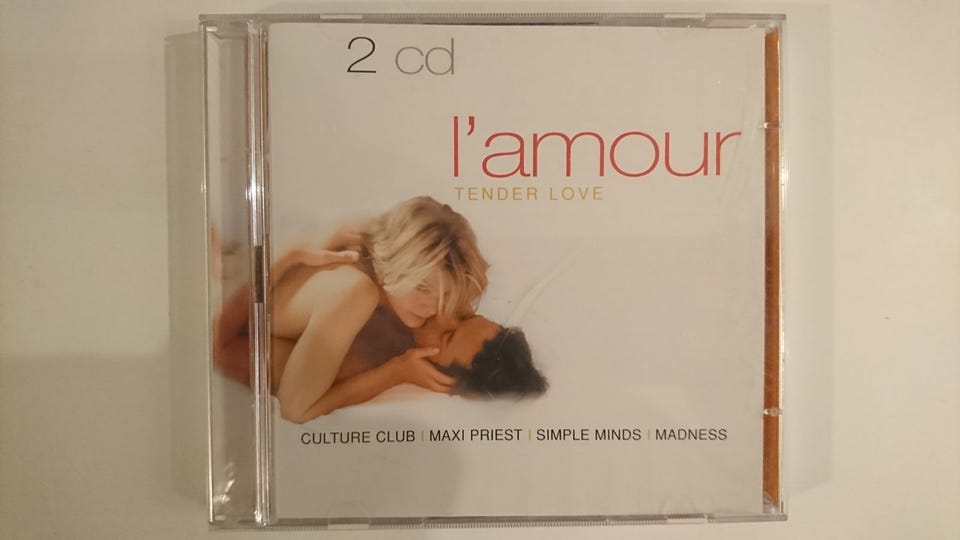 2 cd
l'amour
TENDER LOVE
CULTURE CLUB | MAXI PRIEST | SIMPLE MINDS | MADNESS